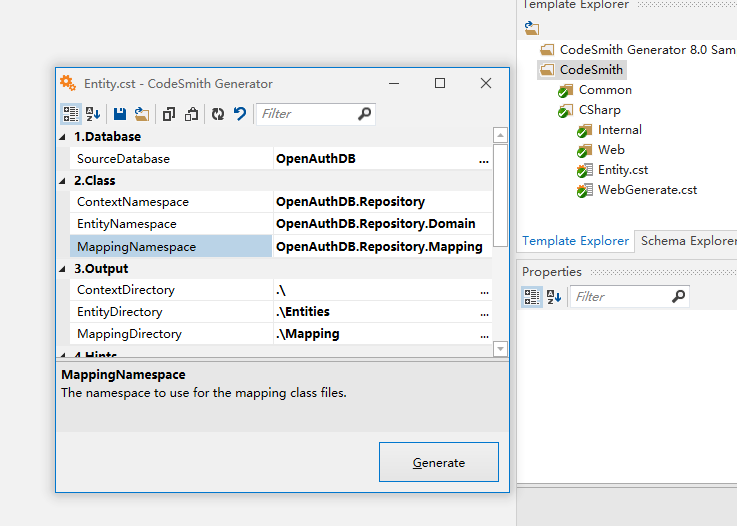 Template Explorer
CodeSmith Generator 8.0 Sam
CodeSmith
Common
CSharp
Internal
Web
Entity.cst
WebGenerate.cst
Template Explorer
Schema Explorer
Properties
Filter
Entity.cst - CodeSmith Generator
Filter
1.Database
SourceDatabase OpenAuthDB ...
2.Class
ContextNamespace OpenAuthDB.Repository
EntityNamespace OpenAuthDB.Repository.Domain
MappingNamespace OpenAuthDB.Repository.Mapping
3.Output
ContextDirectory .\ ...
EntityDirectory .\Entities ...
MappingDirectory .\Mapping ...
4.Hints
MappingNamespace
The namespace to use for the mapping class files.
Generate